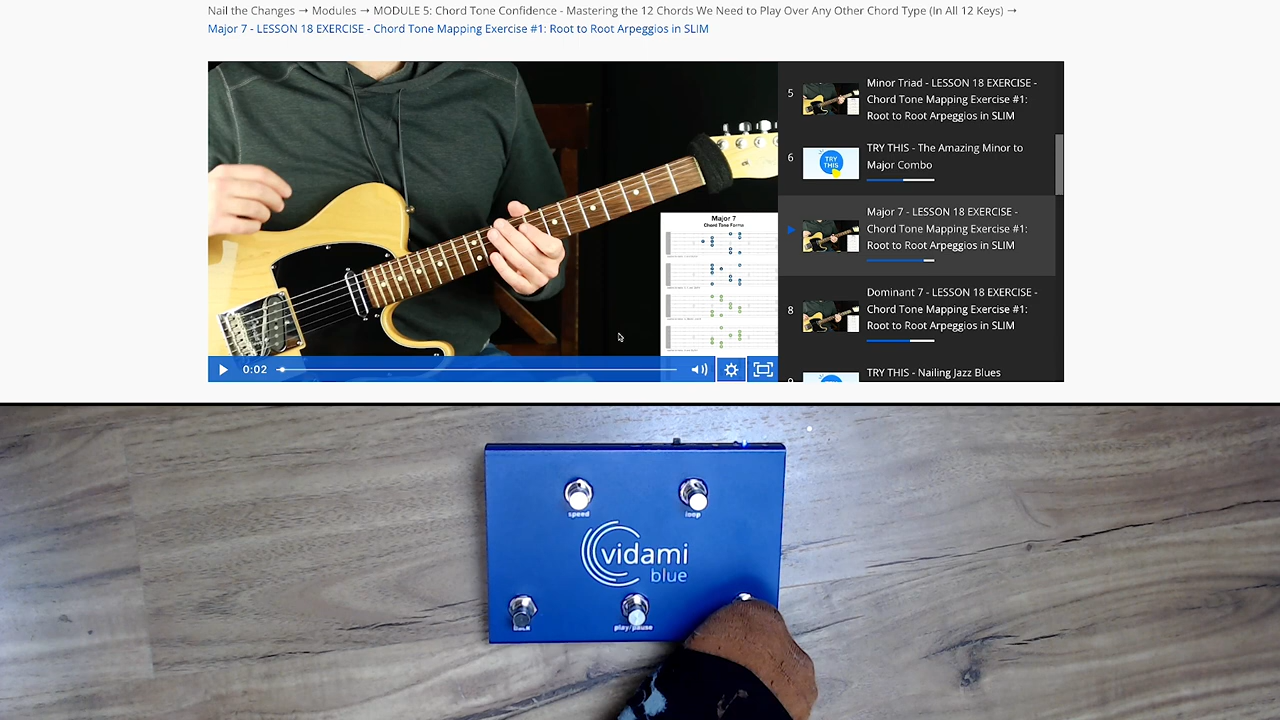 Nail the Changes → Modules → MODULE 5: Chord Tone Confidence - Mastering the 12 Chords We Need to Play Over Any Other Chord Type (In All 12 Keys) →
Major 7 - LESSON 18 EXERCISE - Chord Tone Mapping Exercise #1: Root to Root Arpeggios in SLIM
Major 7
Chord Tone Forms
0:02
5
Minor Triad - LESSON 18 EXERCISE -
Chord Tone Mapping Exercise #1:
Root to Root Arpeggios in SLIM
6
TRY
THIS
TRY THIS - The Amazing Minor to
Major Combo
Major 7 - LESSON 18 EXERCISE -
Chord Tone Mapping Exercise #1:
Root to Root Arpeggios in SLIM
8
Dominant 7 - LESSON 18 EXERCISE -
Chord Tone Mapping Exercise #1:
Root to Root Arpeggios in SLIM
TRY THIS - Nailing Jazz Blues
speed
loop
vidami
blue
play/pause